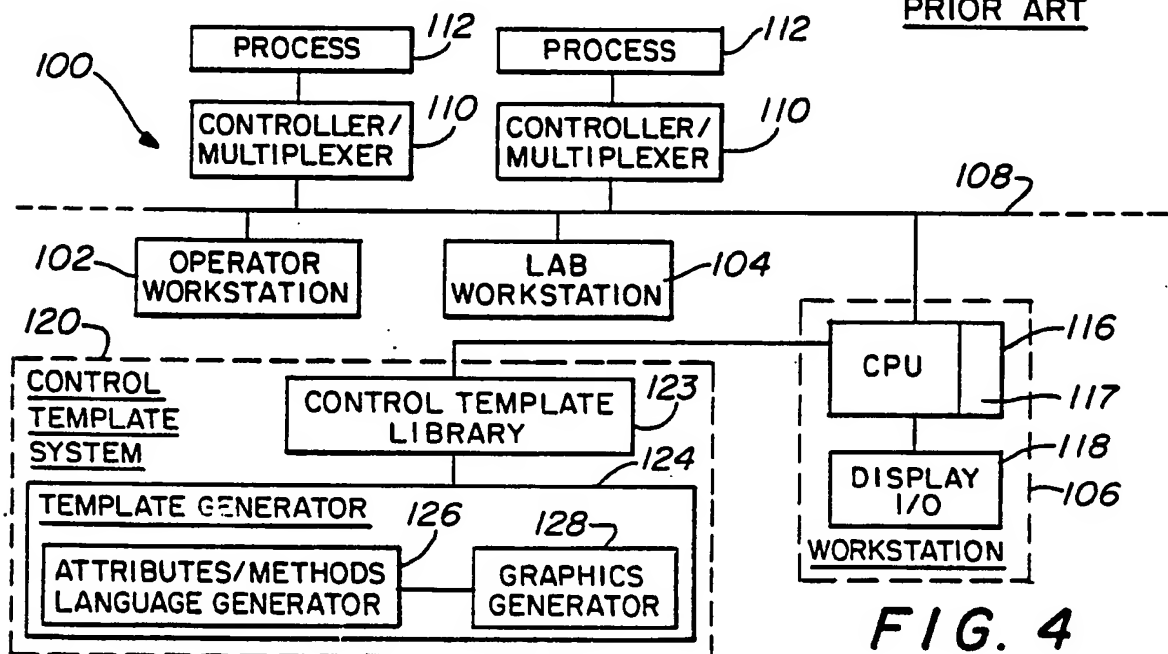 PRIOR ART
112
112
PROCESS
PROCESS
100
110
110
CONTROLLER/
MULTIPLEXER
CONTROLLER/
MULTIPLEXER
108
102
OPERATOR
WORKSTATION
LAB
WORKSTATION
104
120
116
CPU
117
CONTROL
TEMPLATE
SYSTEM
CONTROL TEMPLATE
LIBRARY
123
124
118
DISPLAY
I/O
106
WORKSTATION
TEMPLATE GENERATOR
126
128
ATTRIBUTES/METHODS
LANGUAGE GENERATOR
GRAPHICS
GENERATOR
FIG. 4